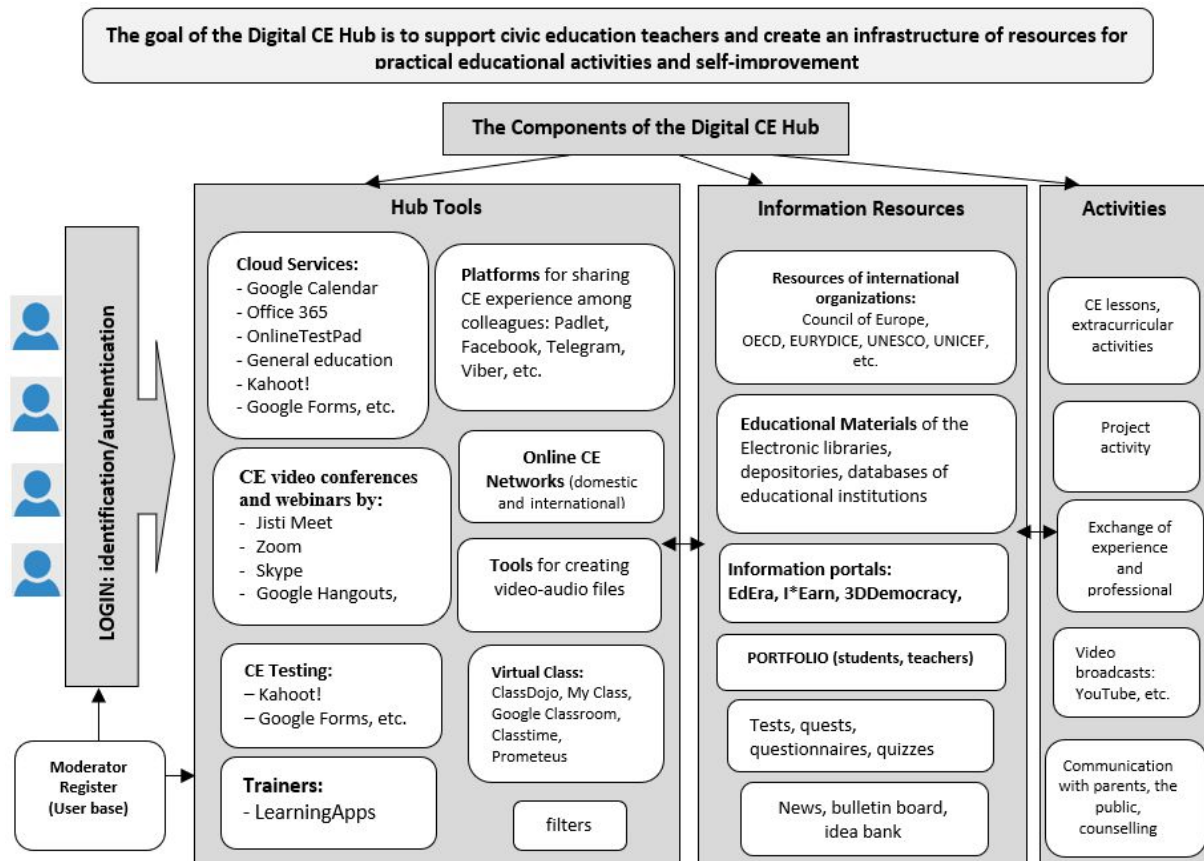 The goal of the Digital CE Hub is to support civic education teachers and create an infrastructure of resources for
practical educational activities and self-improvement
The Components of the Digital CE Hub
LOGIN: identification/authentication
Moderator
Register
(User base)
Hub Tools
Cloud Services:
- Google Calendar
- Office 365
- OnlineTestPad
- General education
- Kahoot!
- Google Forms, etc.
Platforms for sharing
CE experience among
colleagues: Padlet,
Facebook, Telegram,
Viber, etc.
CE video conferences
and webinars by:
- Jisti Meet
- Zoom
- Skype
- Google Hangouts,
Online CE
Networks (domestic
and international)
Tools for creating
video-audio files
CE Testing:
– Kahoot!
– Google Forms, etc.
Virtual Class:
ClassDojo, My Class,
Google Classroom,
Classtime,
Prometeus
Trainers:
- LearningApps
filters
Information Resources
Resources of international
organizations:
Council of Europe,
OECD, EURYDICE, UNESCO, UNICEF,
etc.
Educational Materials of the
Electronic libraries,
depositories, databases of
educational institutions
Information portals:
EdEra, I*Earn, 3DDemocracy,
PORTFOLIO (students, teachers)
Tests, quests,
questionnaires, quizzes
News, bulletin board,
idea bank
Activities
CE lessons,
extracurricular
activities
Project
activity
Exchange of
experience
and
professional
Video
broadcasts:
YouTube, etc.
Communication
with parents, the
public,
counselling